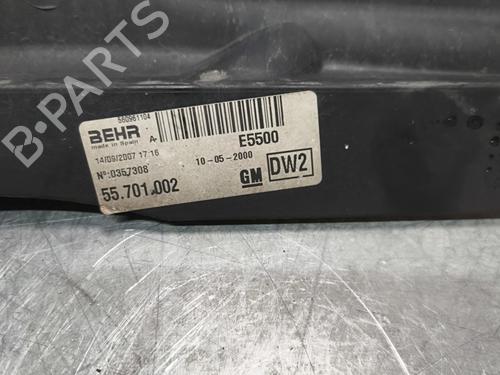 560961104
BEHR A- E5500
made in Spain
14/09/2007 17:16 10-05-2000
Nº:0357308
55.701.002 GM DW2
B-PARTS